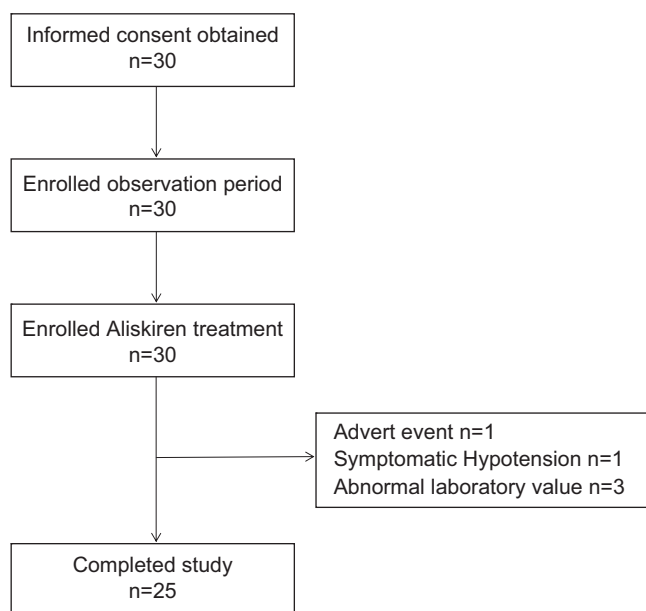 Informed consent obtained
n=30
Enrolled observation period
n=30
Enrolled Aliskiren treatment
n=30
Advert event n=1
Symptomatic Hypotension n=1
Abnormal laboratory value n=3
Completed study
n=25